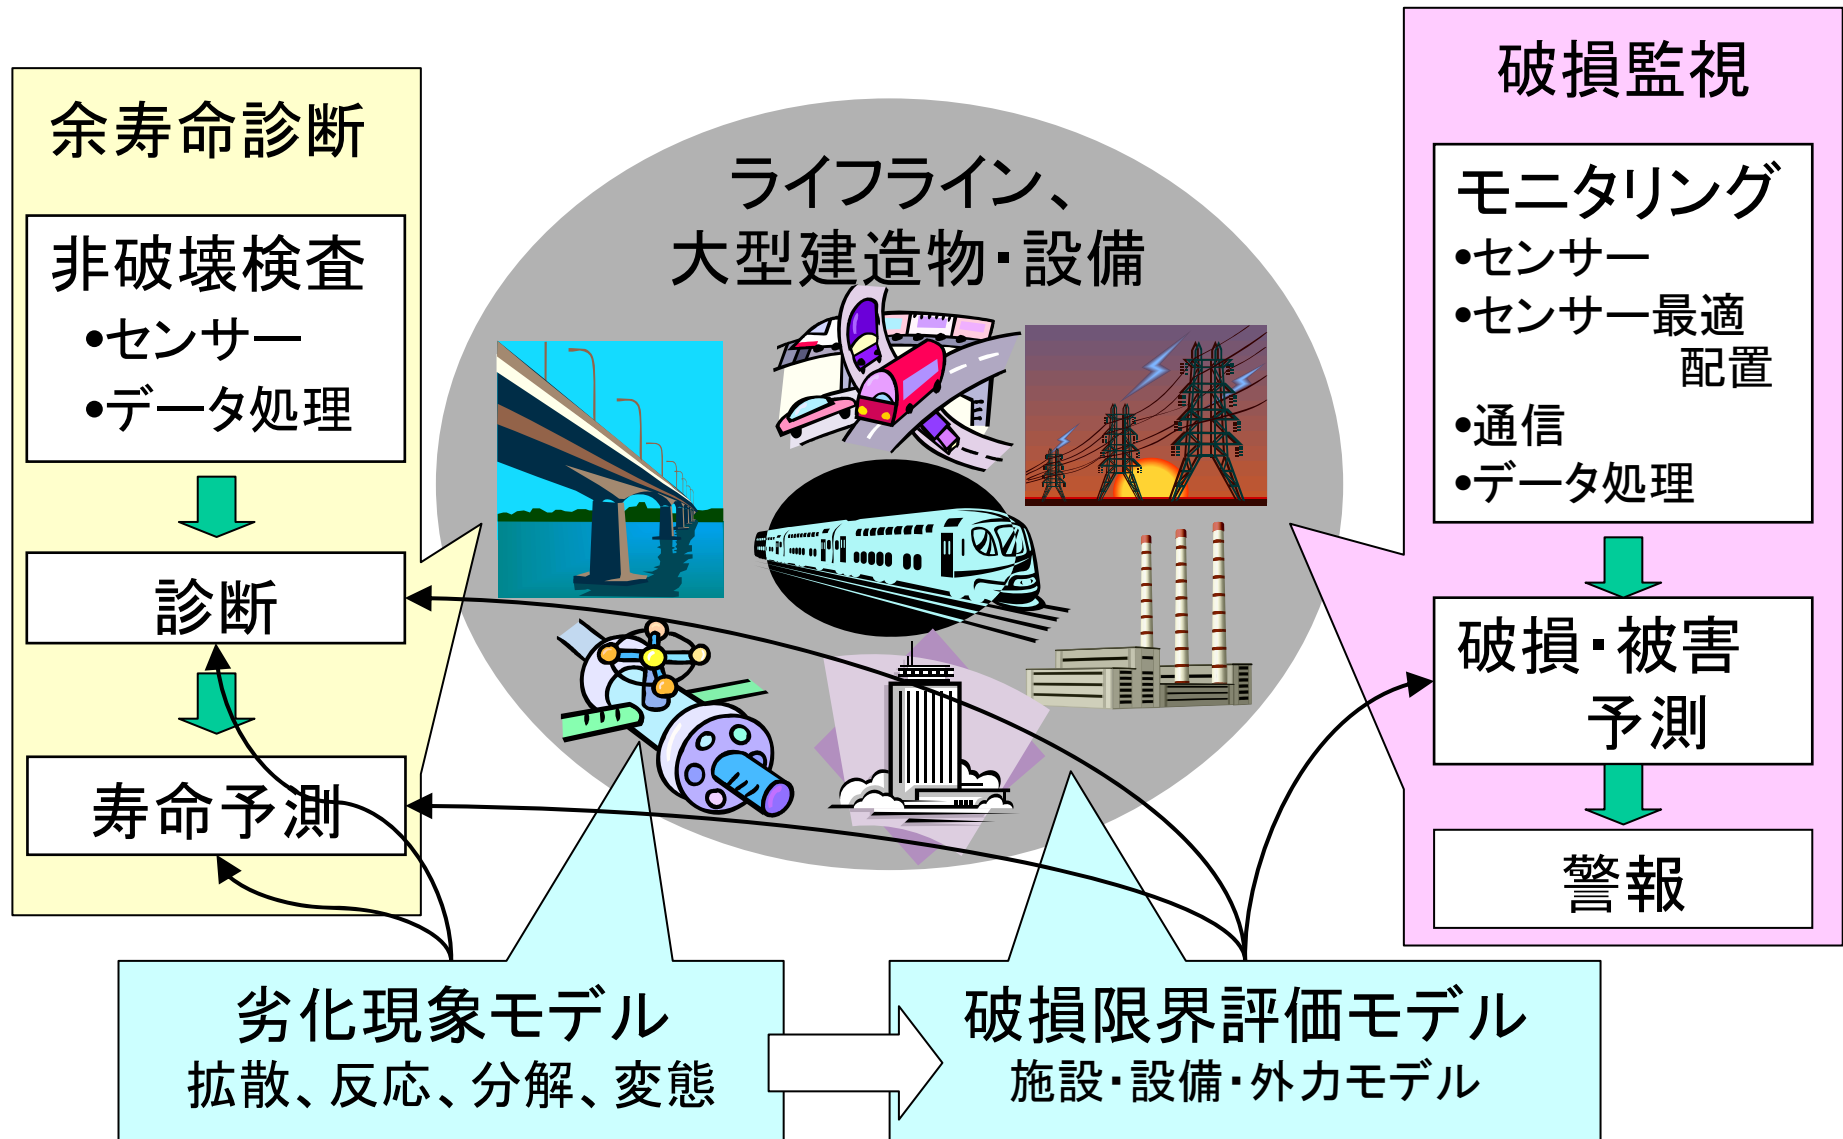 余寿命診断
非破壊検査
•センサー
•データ処理
診断
寿命予測
ライフライン、
大型建造物・設備
破損監視
モニタリング
•センサー
•センサー最適
配置
•通信
•データ処理
破損・被害
予測
警報
劣化現象モデル
拡散、反応、分解、変態
破損限界評価モデル
施設・設備・外力モデル